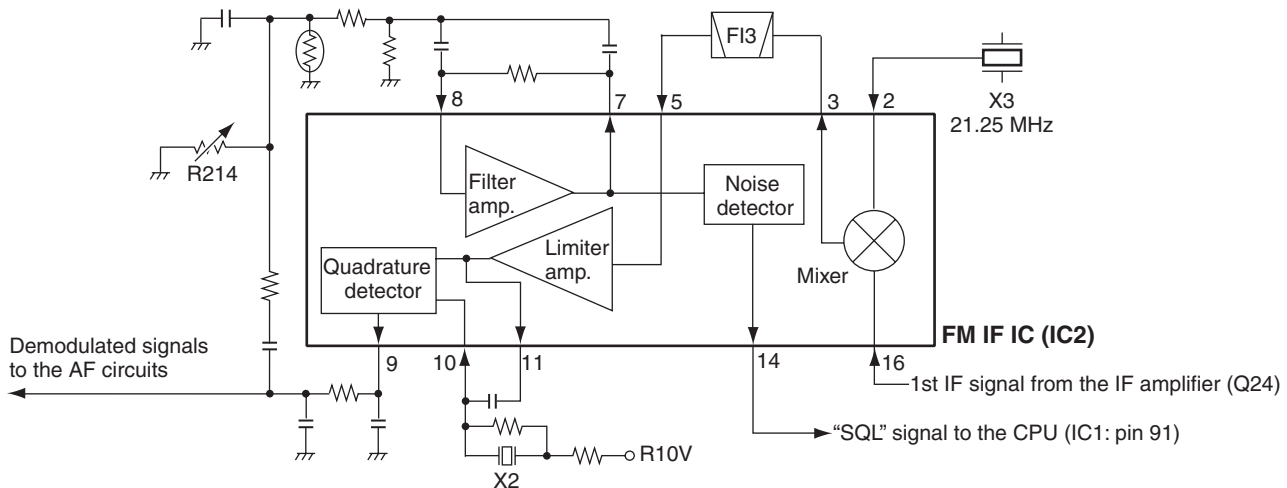 FI3
8
7
5
3
2
X3
21.25 MHz
R214
Filter
amp.
Noise
detector
Limiter
amp.
Quadrature
detector
Mixer
FM IF IC (IC2)
Demodulated signals
to the AF circuits
9
10
11
14
16
1st IF signal from the IF amplifier (Q24)
“SQL” signal to the CPU (IC1: pin 91)
R10V
X2